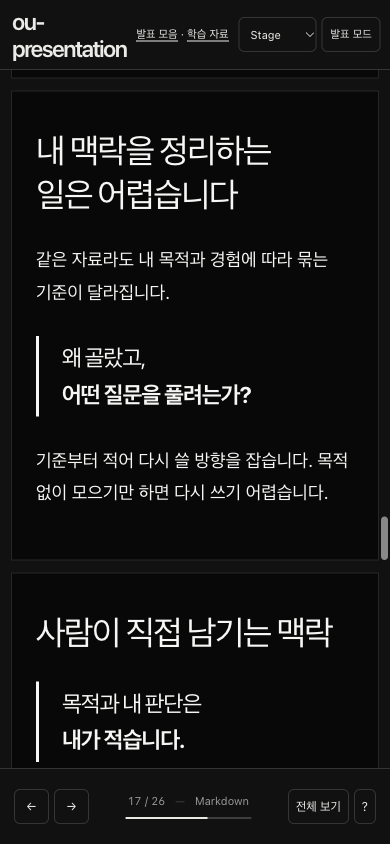 ou-
presentation
발표 모음 · 학습 자료
Stage
발표 모드
내 맥락을 정리하는
일은 어렵습니다
같은 자료라도 내 목적과 경험에 따라 묶는
기준이 달라집니다.
왜 골랐고,
어떤 질문을 풀려는가?
기준부터 적어 다시 쓸 방향을 잡습니다. 목적
없이 모으기만 하면 다시 쓰기 어렵습니다.
사람이 직접 남기는 맥락
목적과 내 판단은
내가 적습니다.
← → 17 / 26 — Markdown 전체 보기 ?